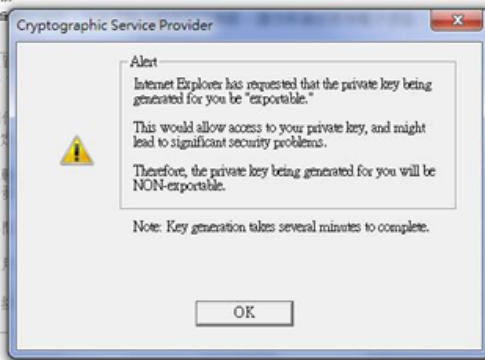 Cryptographic Service Provider
Alert
Internet Explorer has requested that the private key being
generated for you be "exportable."
This would allow access to your private key, and might
lead to significant security problems.
Therefore, the private key being generated for you will be
NON-exportable.
Note: Key generation takes several minutes to complete.
OK